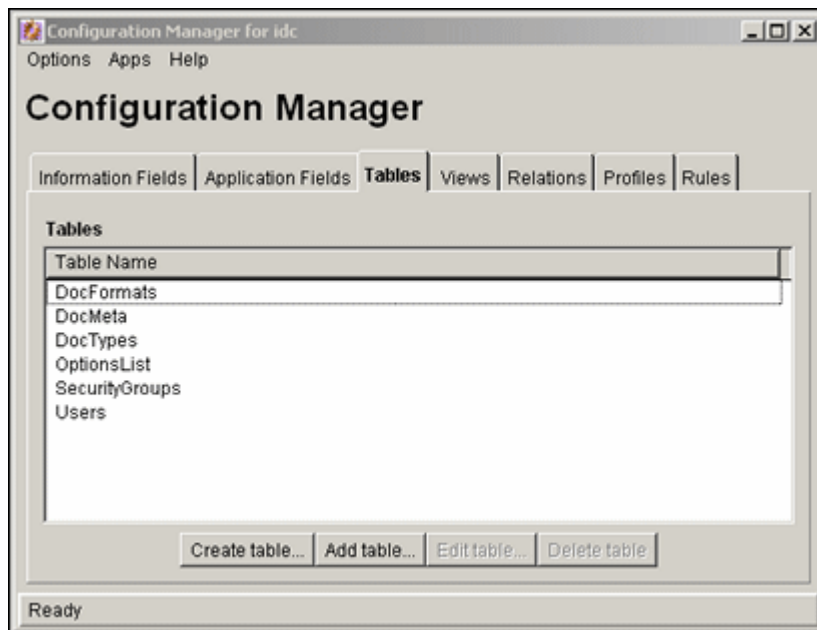 Configuration Manager for idc
Options Apps Help
Configuration Manager
Information Fields Application Fields Tables Views Relations Profiles Rules
Tables
Table Name
DocFormats
DocMeta
DocTypes
OptionsList
SecurityGroups
Users
Create table... Add table... Edit table... Delete table
Ready